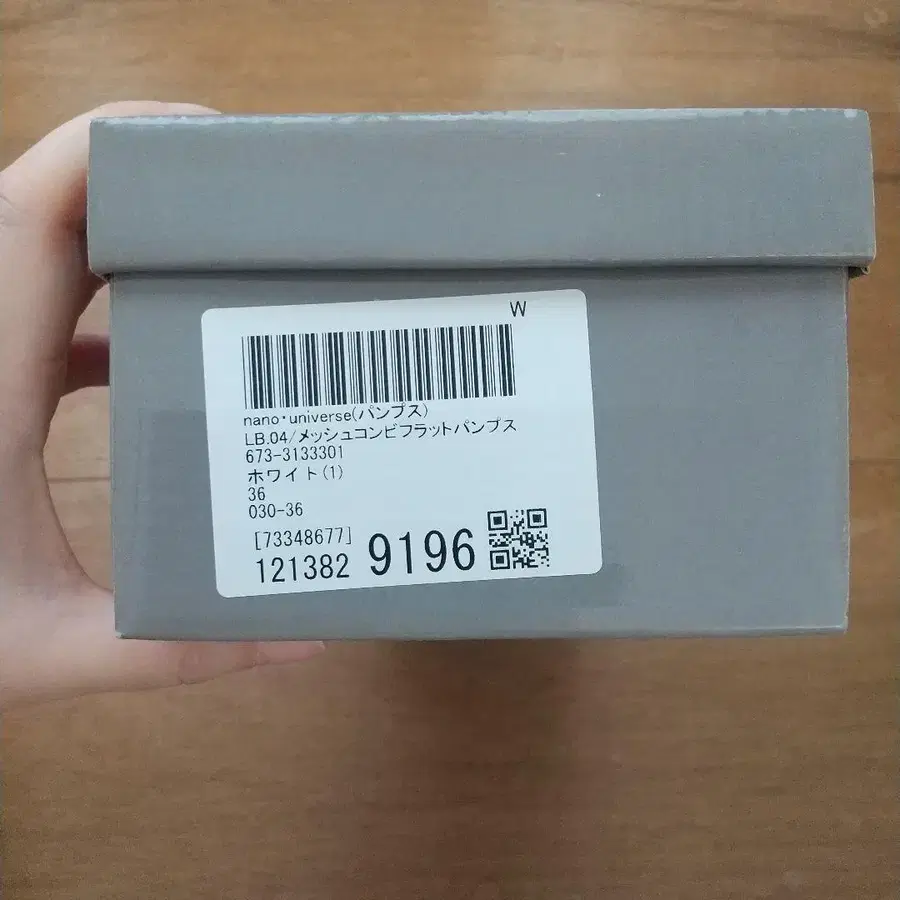 W
nano・universe(パンプス)
LB.04/メッシュコンビフラットパンプス
673-3133301
ホワイト(1)
36
030-36
[73348677]
121382 9196